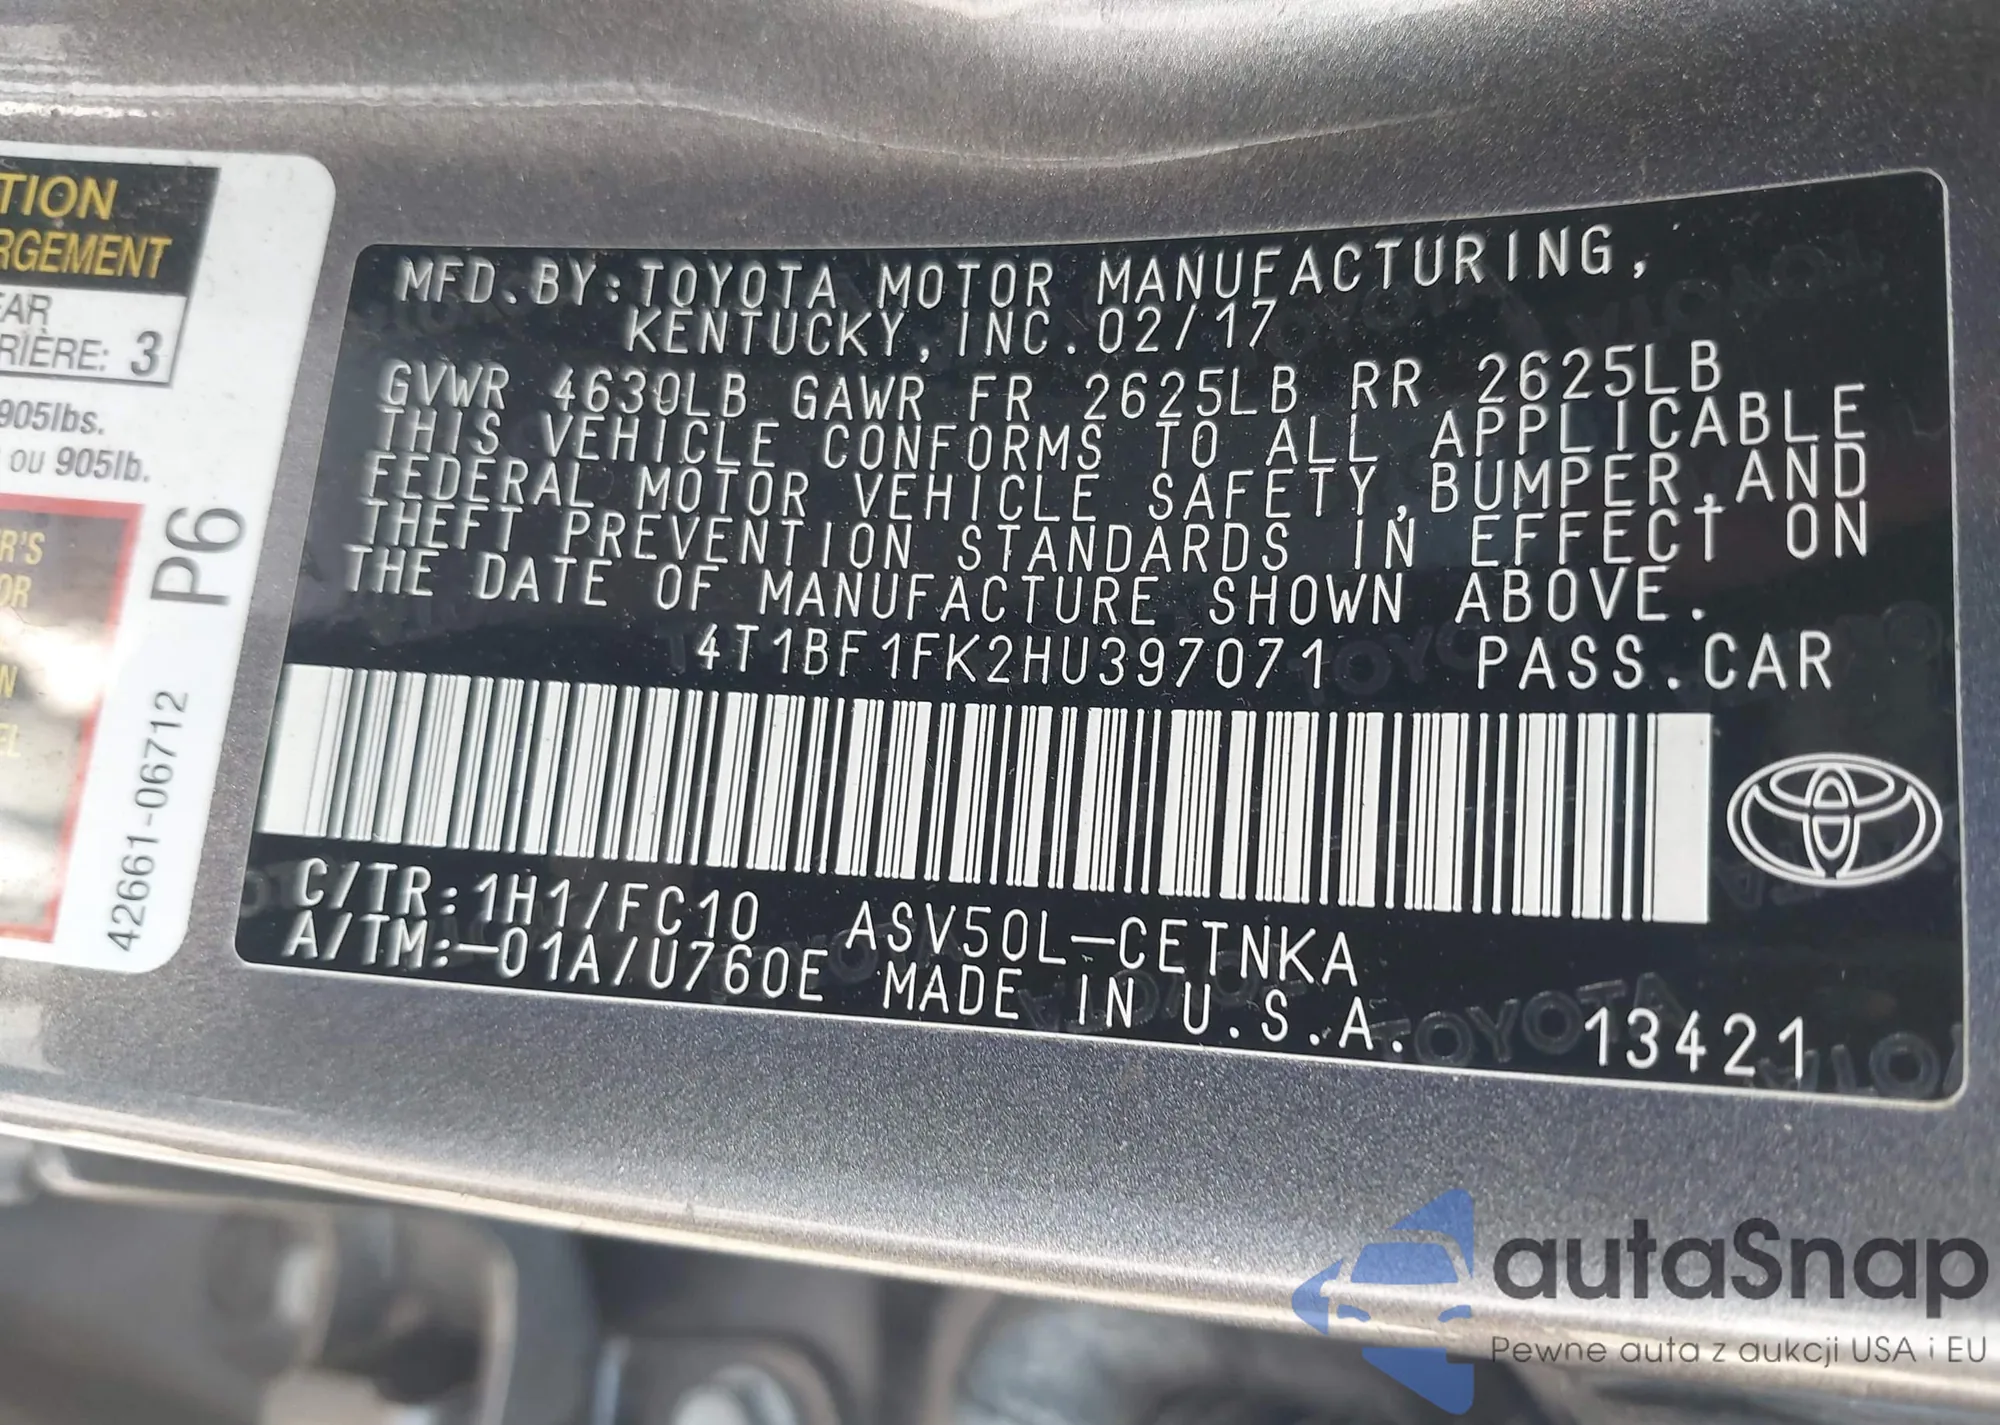 TION
RGEMENT
EAR
RIÈRE: 3
905lbs.
OU 905lb.
P6
R'S
OR
N
EL
42661-06712
MFD. BY: TOYOTA MOTOR MANUFACTURING,
KENTUCKY, INC. 02/17
GVWR 4630LB GAWR FR 2625LB RR 2625LB
THIS VEHICLE CONFORMS TO ALL APPLICABLE
FEDERAL MOTOR VEHICLE SAFETY, BUMPER, AND
THEFT PREVENTION STANDARDS IN EFFECT ON
THE DATE OF MANUFACTURE SHOWN ABOVE.
4T1BF1FK2HU397071 PASS. CAR
C/TR: 1H1/FC10 ASV50L-CETNKA
A/TM:-01A/U760E MADE IN U.S.A. 13421
autaSnap
Pewne auta z aukcji USA i EU